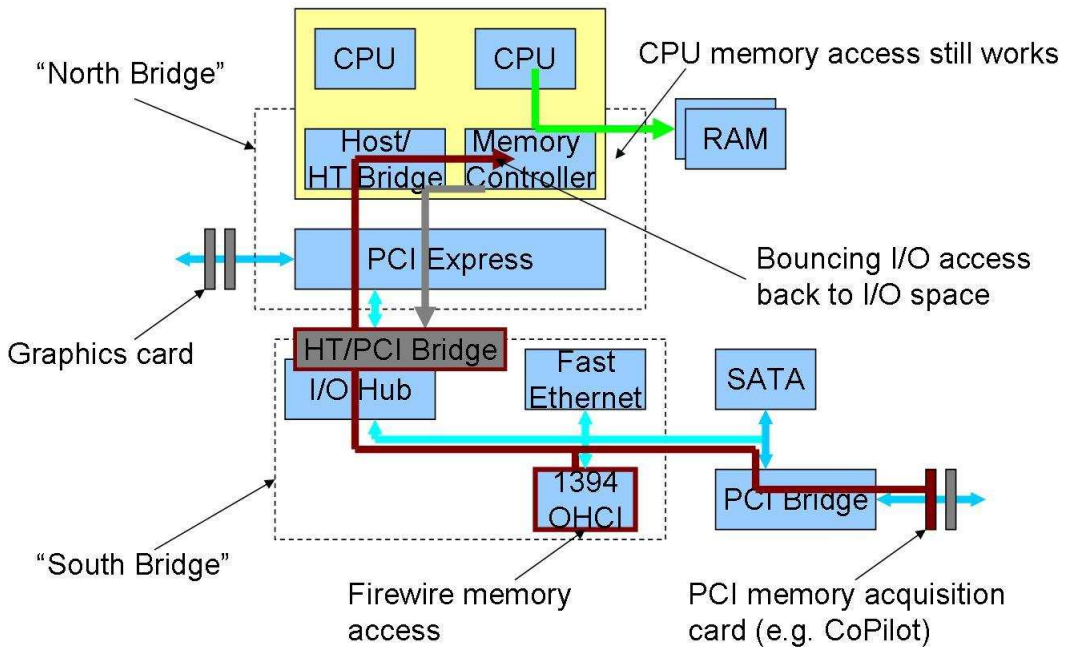 CPU
CPU
CPU memory access still works
“North Bridge”
Host/
HT Bridge
Memory
Controller
RAM
PCI Express
Bouncing I/O access
back to I/O space
Graphics card
HT/PCI Bridge
I/O Hub
Fast
Ethernet
SATA
1394
OHCI
PCI Bridge
“South Bridge”
Firewire memory
access
PCI memory acquisition
card (e.g. CoPilot)